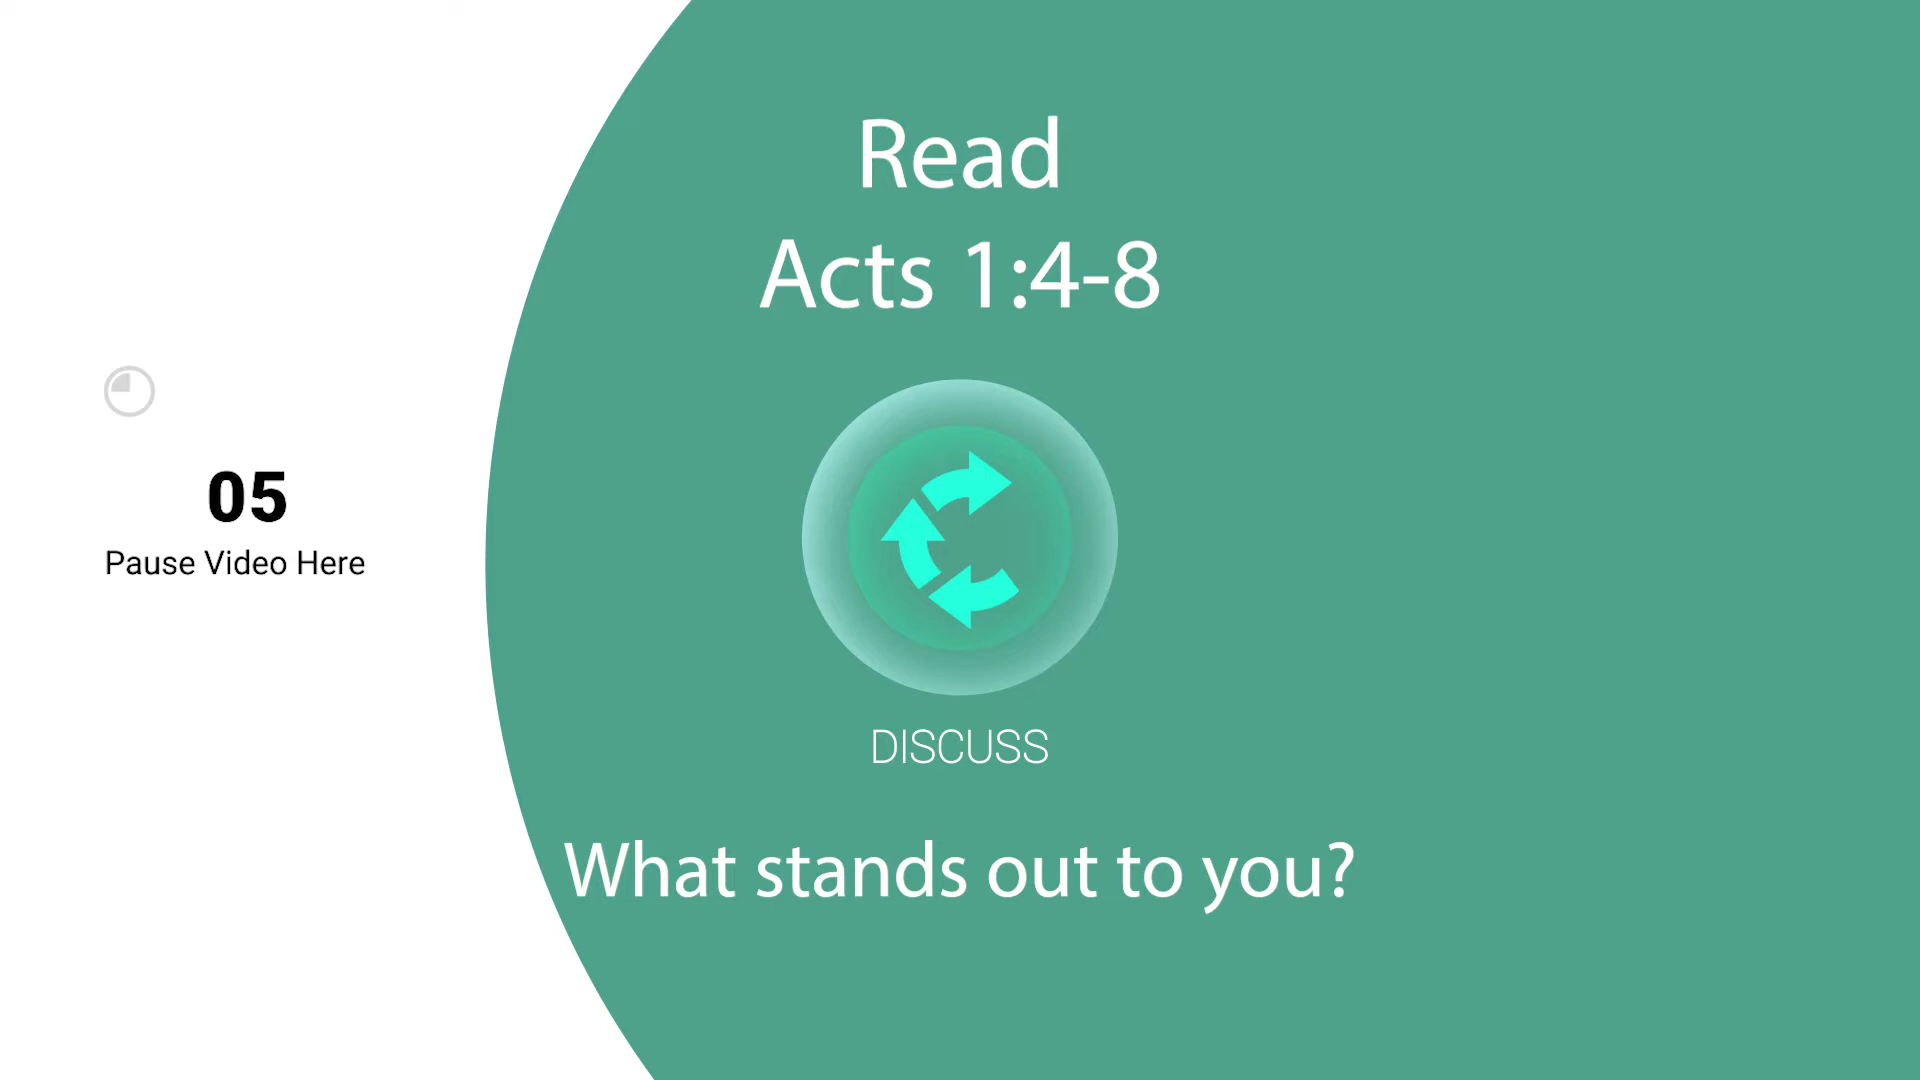 Read
Acts 1:4-8
05
Pause Video Here
DISCUSS
What stands out to you?